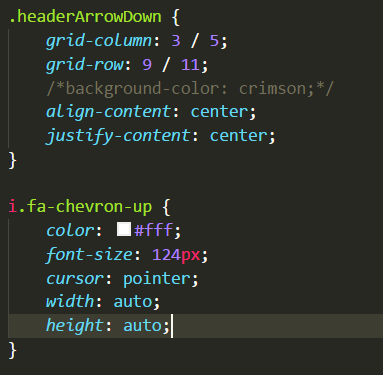 .headerArrowDown {
    grid-column: 3 / 5;
    grid-row: 9 / 11;
    /*background-color: crimson;*/
    align-content: center;
    justify-content: center;
}

i.fa-chevron-up {
    color: #fff;
    font-size: 124px;
    cursor: pointer;
    width: auto;
    height: auto;
}